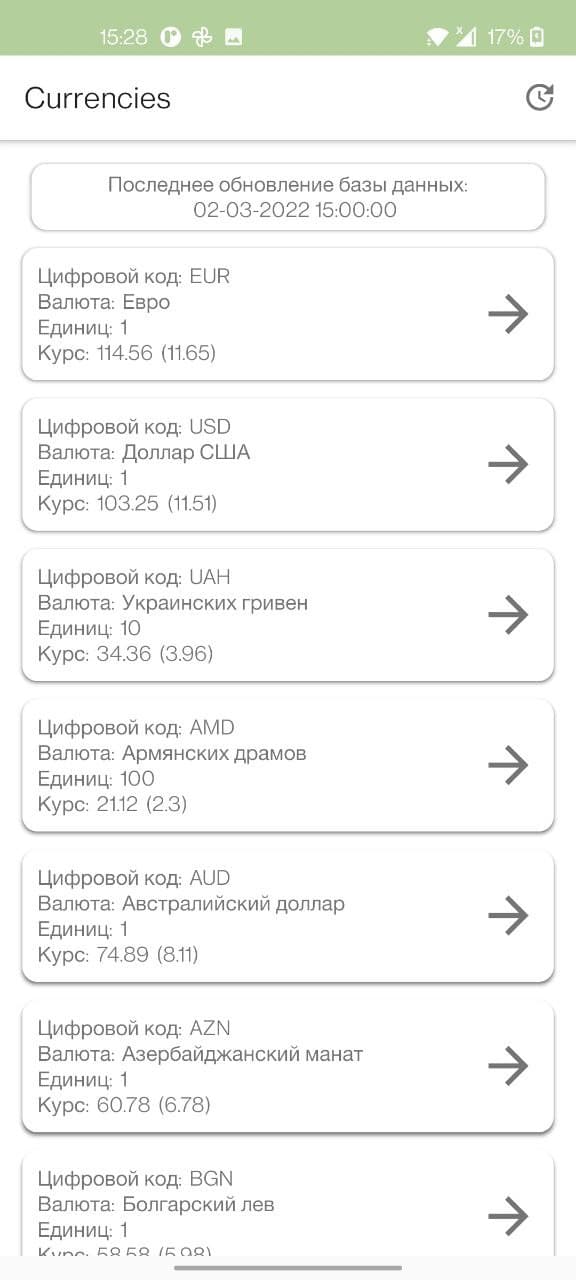 15:28
17%
Currencies
Последнее обновление базы данных:
02-03-2022 15:00:00
Цифровой код: EUR
Валюта: Евро
Единиц: 1
Курс: 114.56 (11.65)
Цифровой код: USD
Валюта: Доллар США
Единиц: 1
Курс: 103.25 (11.51)
Цифровой код: UAH
Валюта: Украинских гривен
Единиц: 10
Курс: 34.36 (3.96)
Цифровой код: AMD
Валюта: Армянских драмов
Единиц: 100
Курс: 21.12 (2.3)
Цифровой код: AUD
Валюта: Австралийский доллар
Единиц: 1
Курс: 74.89 (8.11)
Цифровой код: AZN
Валюта: Азербайджанский манат
Единиц: 1
Курс: 60.78 (6.78)
Цифровой код: BGN
Валюта: Болгарский лев
Единиц: 1
Курс: 58.58 (5.98)